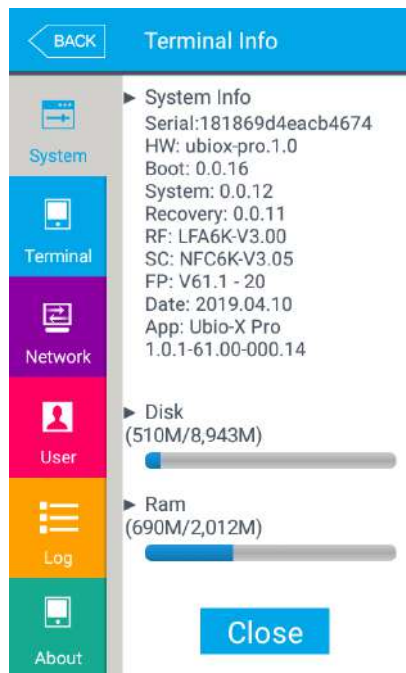 BACK
Terminal Info
System
Terminal
Network
User
Log
About
► System Info
Serial:181869d4eacb4674
HW: ubiox-pro.1.0
Boot: 0.0.16
System: 0.0.12
Recovery: 0.0.11
RF: LFA6K-V3.00
SC: NFC6K-V3.05
FP: V61.1 - 20
Date: 2019.04.10
App: Ubio-X Pro
1.0.1-61.00-000.14
► Disk
(510M/8,943M)
► Ram
(690M/2,012M)
Close